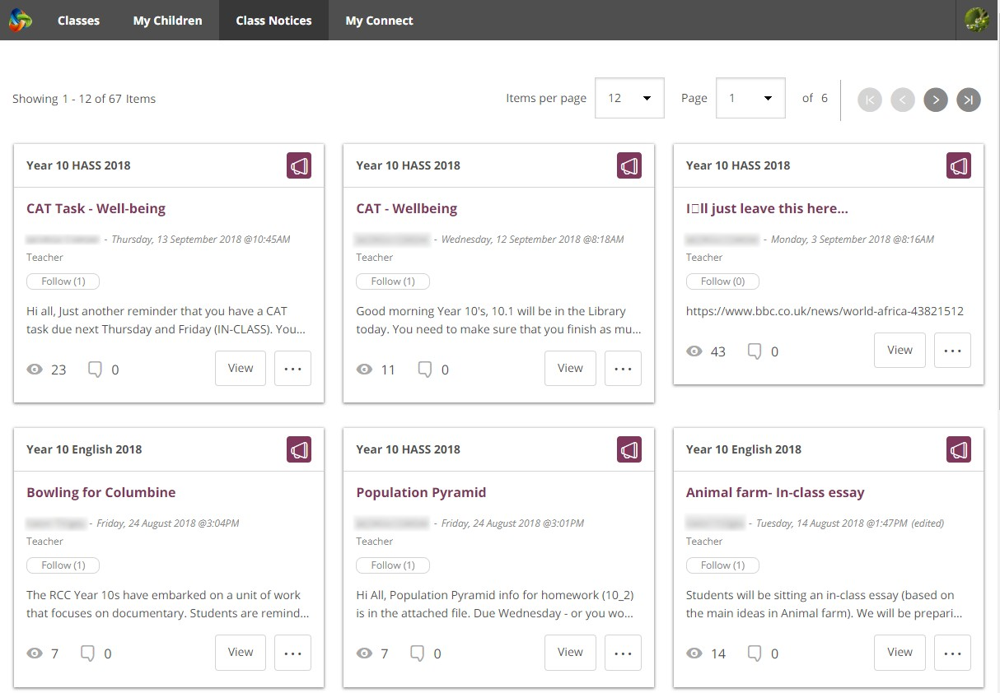 Classes My Children Class Notices My Connect
Showing 1 - 12 of 67 Items Items per page 12 Page 1 of 6
Year 10 HASS 2018
CAT Task - Well-being
- Thursday, 13 September 2018 @10:45AM
Teacher
Follow (1)
Hi all, Just another reminder that you have a CAT
task due next Thursday and Friday (IN-CLASS). You...
23 0 View ...
Year 10 HASS 2018
CAT - Wellbeing
- Wednesday, 12 September 2018 @8:18AM
Teacher
Follow (1)
Good morning Year 10's, 10.1 will be in the Library
today. You need to make sure that you finish as mu...
11 0 View ...
Year 10 HASS 2018
I▯ll just leave this here...
- Monday, 3 September 2018 @8:16AM
Teacher
Follow (0)
https://www.bbc.co.uk/news/world-africa-43821512
43 0 View ...
Year 10 English 2018
Bowling for Columbine
- Friday, 24 August 2018 @3:04PM
Teacher
Follow (1)
The RCC Year 10s have embarked on a unit of work
that focuses on documentary. Students are remind...
7 0 View ...
Year 10 HASS 2018
Population Pyramid
- Friday, 24 August 2018 @3:01PM
Teacher
Follow (1)
Hi All, Population Pyramid info for homework (10_2)
is in the attached file. Due Wednesday - or you wo...
7 0 View ...
Year 10 English 2018
Animal farm- In-class essay
- Tuesday, 14 August 2018 @1:47PM (edited)
Teacher
Follow (1)
Students will be sitting an in-class essay (based on
the main ideas in Animal farm). We will be prepari...
14 0 View ...